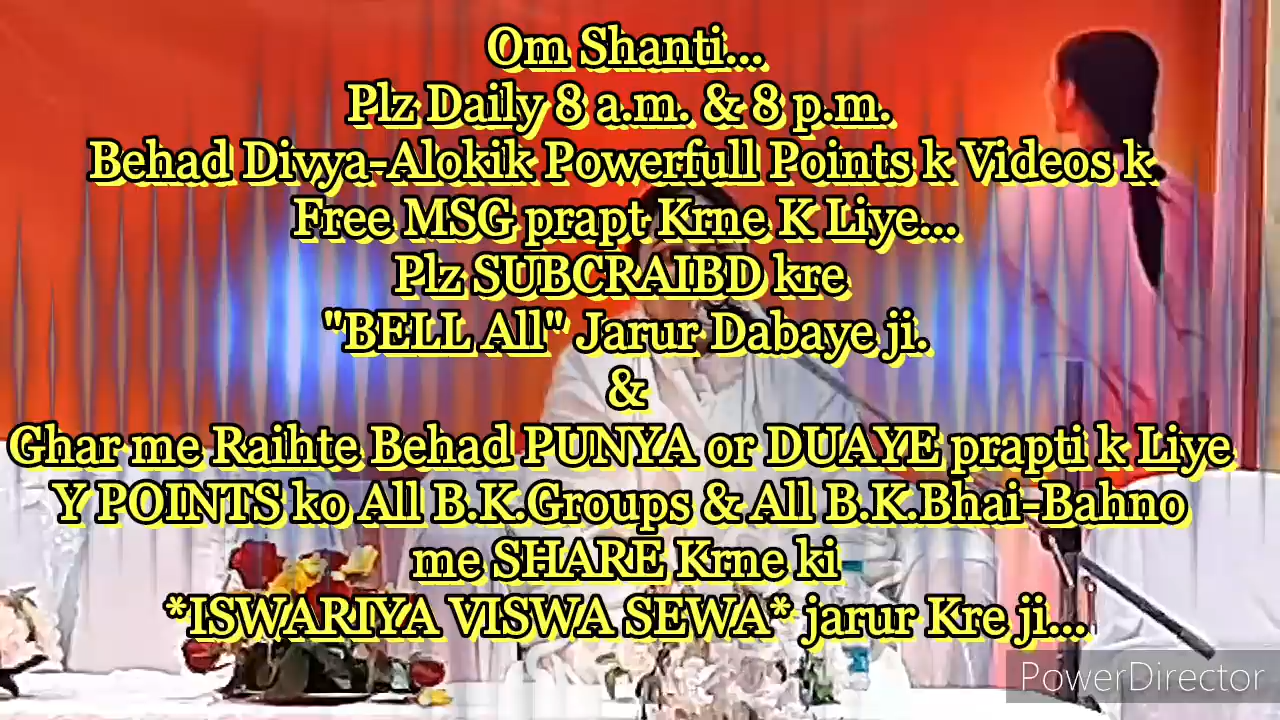 Om Shanti...
Plz Daily 8 a.m. & 8 p.m.
Behad Divya-Alokik Powerfull Points k Videos k
Free MSG prapt Krne K Liye...
Plz SUBCRAIBD kre
"BELL All" Jarur Dabaye ji.
&
Ghar me Raihte Behad PUNYA or DUAYE prapti k Liye
Y POINTS ko All B.K.Groups & All B.K.Bhai-Bahno
me SHARE Krne ki
*ISWARIYA VISWA SEWA* jarur Kre ji...
PowerDirector